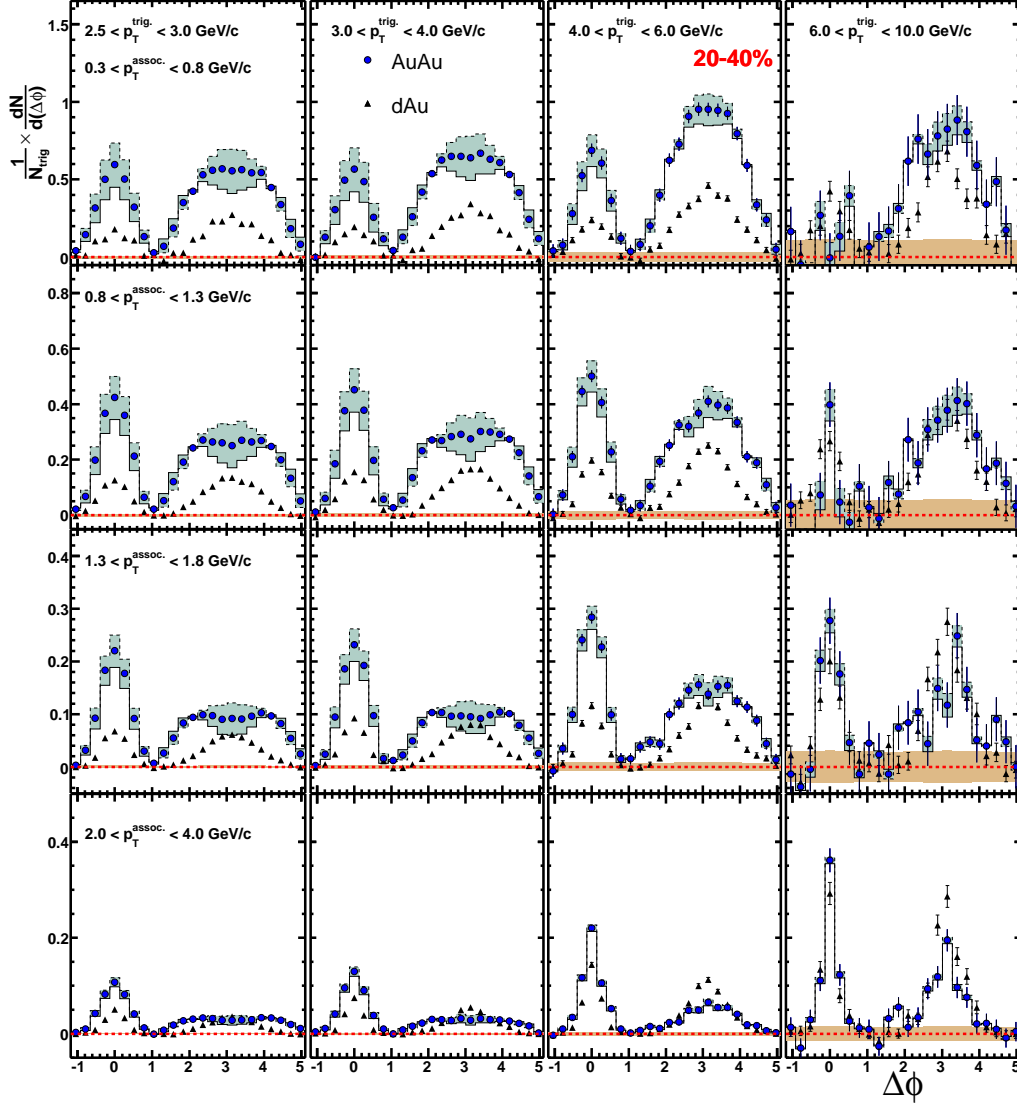 2.5 < p_T^trig. < 3.0 GeV/c
0.3 < p_T^assoc. < 0.8 GeV/c
3.0 < p_T^trig. < 4.0 GeV/c
AuAu
dAu
4.0 < p_T^trig. < 6.0 GeV/c
20-40%
6.0 < p_T^trig. < 10.0 GeV/c
1/N_trig × dN/d(Δϕ)
1.5
1
0.5
0
0.8 < p_T^assoc. < 1.3 GeV/c
0.8
0.6
0.4
0.2
0
1.3 < p_T^assoc. < 1.8 GeV/c
0.4
0.3
0.2
0.1
0
2.0 < p_T^assoc. < 4.0 GeV/c
0.4
0.2
0
-1 0 1 2 3 4 5 -1 0 1 2 3 4 5 -1 0 1 2 3 4 5 -1 0 1 2 3 4 5
Δϕ